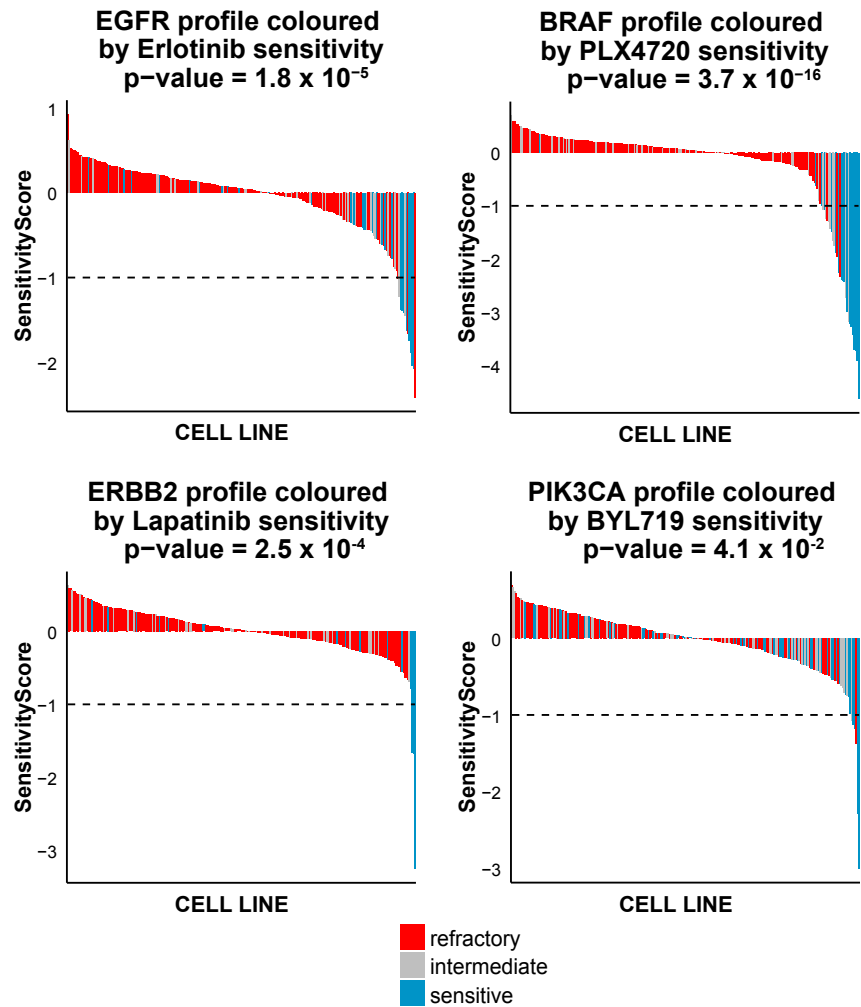 EGFR profile coloured
by Erlotinib sensitivity
p−value = 1.8 x 10⁻⁵
1
0
−1
−2
SensitivityScore
CELL LINE
BRAF profile coloured
by PLX4720 sensitivity
p−value = 3.7 x 10⁻¹⁶
0
−1
−2
−3
−4
SensitivityScore
CELL LINE
ERBB2 profile coloured
by Lapatinib sensitivity
p−value = 2.5 x 10⁻⁴
0
−1
−2
−3
SensitivityScore
CELL LINE
PIK3CA profile coloured
by BYL719 sensitivity
p−value = 4.1 x 10⁻²
0
−1
−2
−3
SensitivityScore
CELL LINE
refractory
intermediate
sensitive